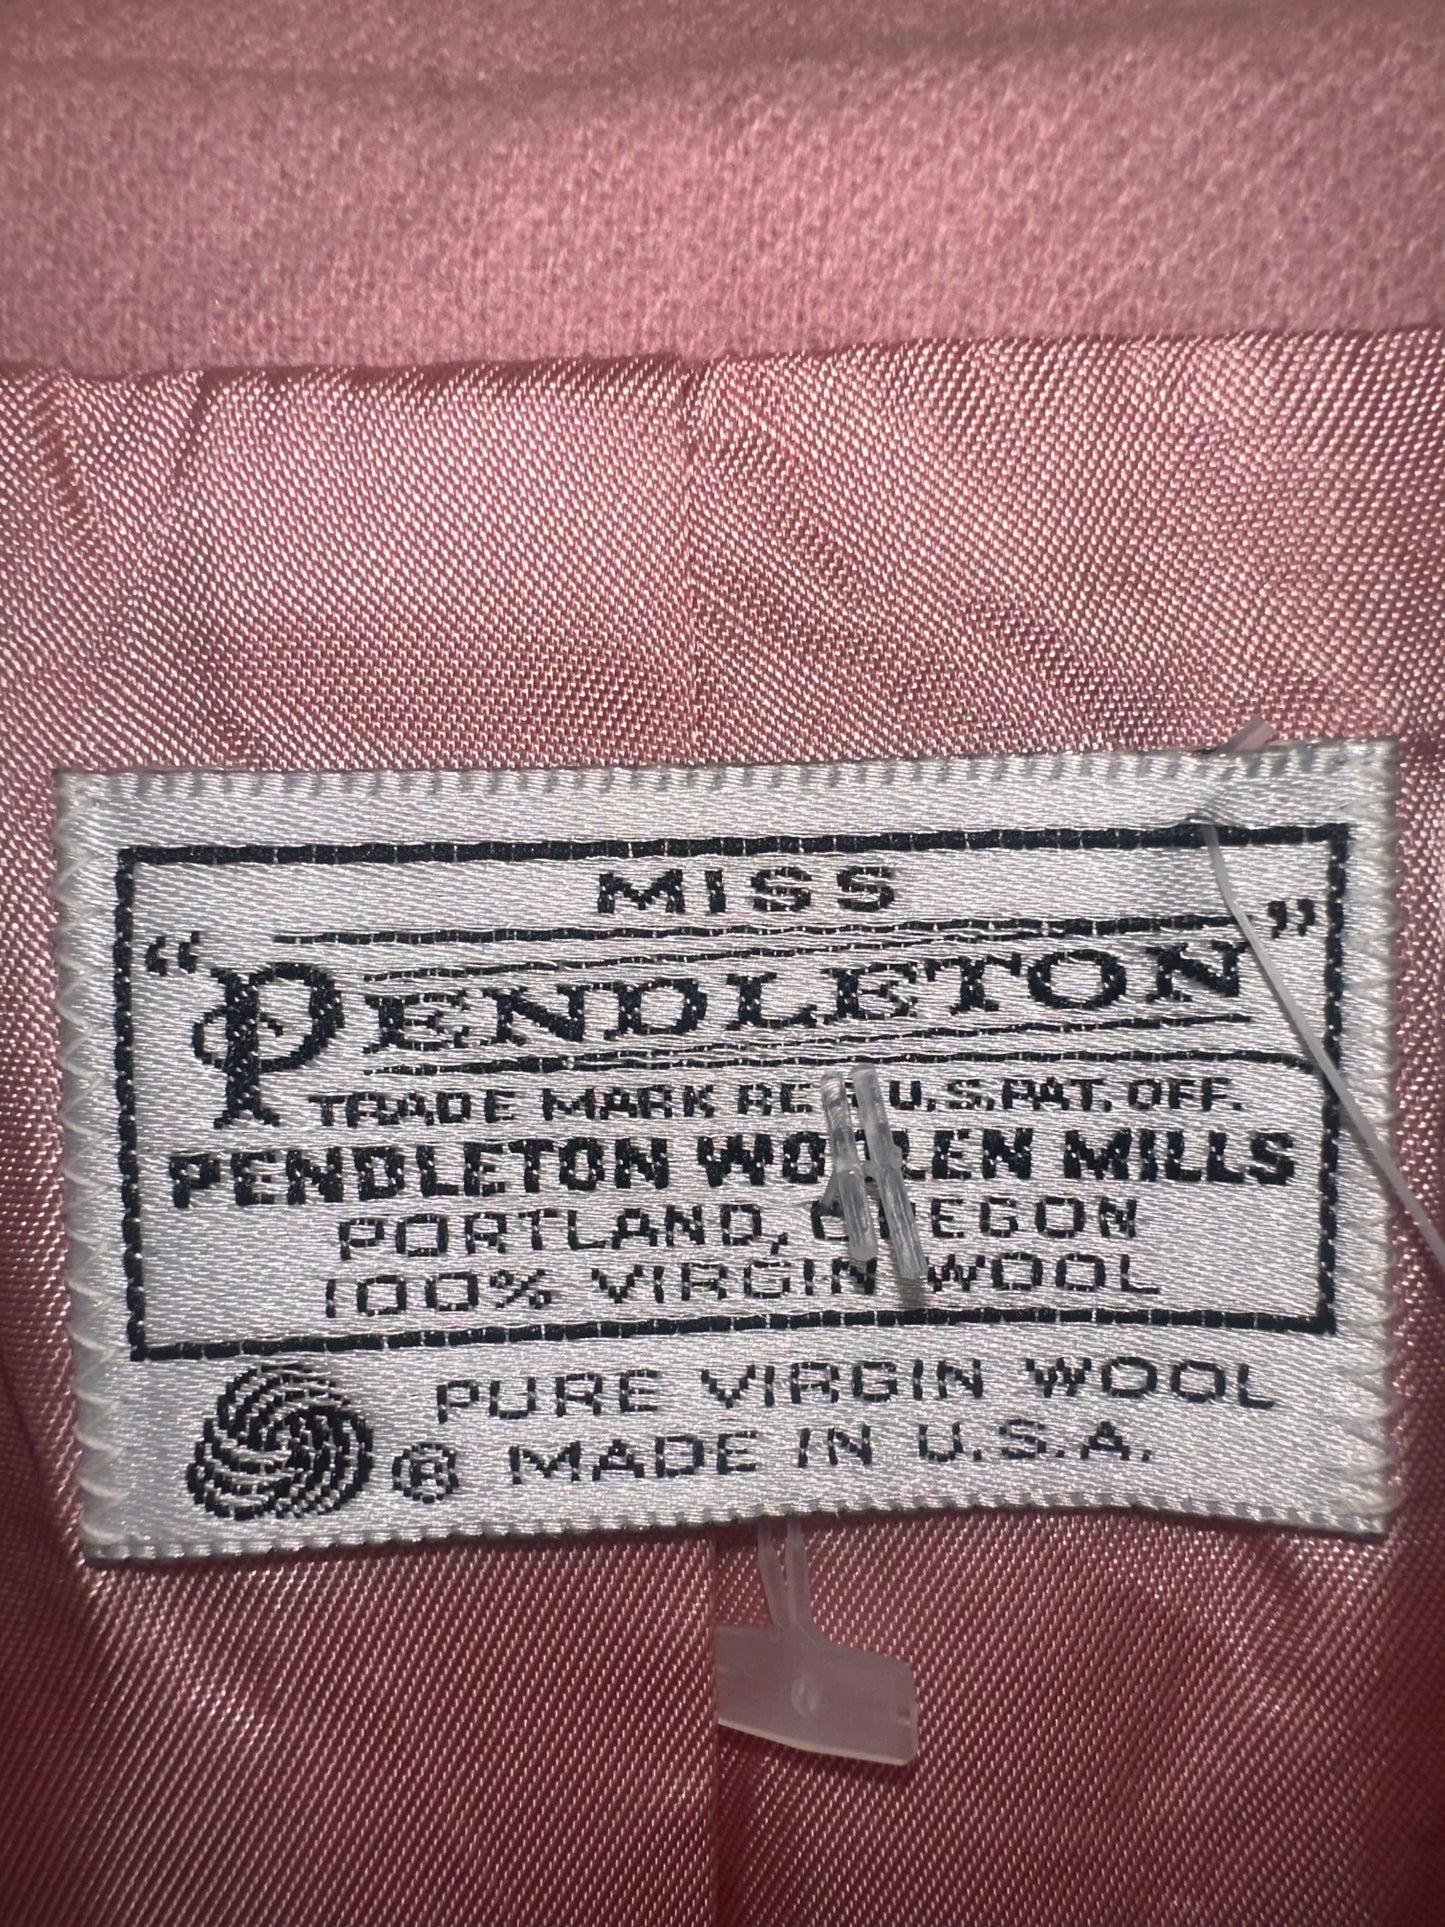 MISS
“PENDLETON”
TRADE MARK REG U.S. PAT. OFF.
PENDLETON WOOLEN MILLS
PORTLAND, OREGON
100% VIRGIN WOOL
PURE VIRGIN WOOL
® MADE IN U.S.A.